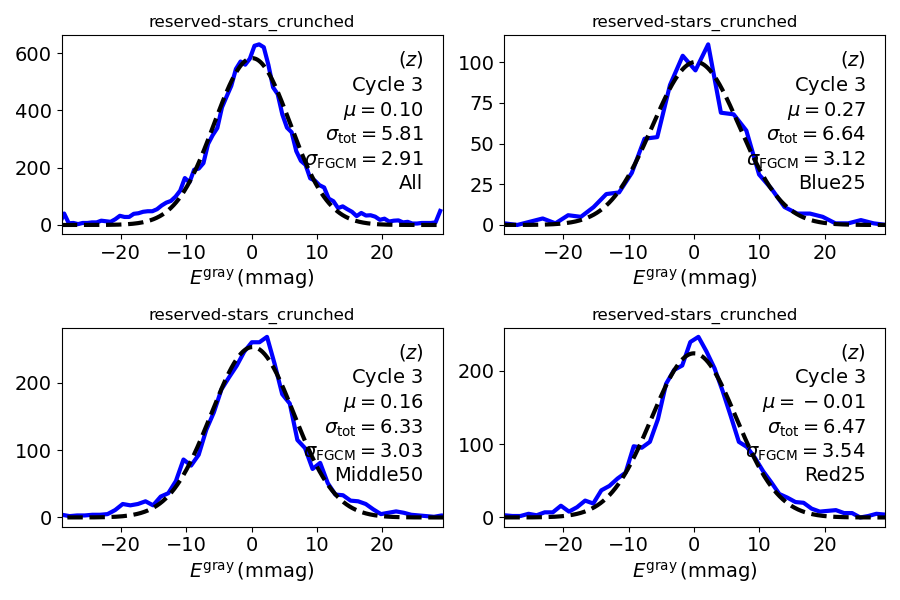 reserved-stars_crunched
(z)
Cycle 3
μ = 0.10
σtot = 5.81
σFGCM = 2.91
All
600
400
200
0
−20 −10 0 10 20
E^gray (mmag)
reserved-stars_crunched
(z)
Cycle 3
μ = 0.27
σtot = 6.64
σFGCM = 3.12
Blue25
100
75
50
25
0
−20 −10 0 10 20
E^gray (mmag)
reserved-stars_crunched
(z)
Cycle 3
μ = 0.16
σtot = 6.33
σFGCM = 3.03
Middle50
200
100
0
−20 −10 0 10 20
E^gray (mmag)
reserved-stars_crunched
(z)
Cycle 3
μ = −0.01
σtot = 6.47
σFGCM = 3.54
Red25
200
100
0
−20 −10 0 10 20
E^gray (mmag)